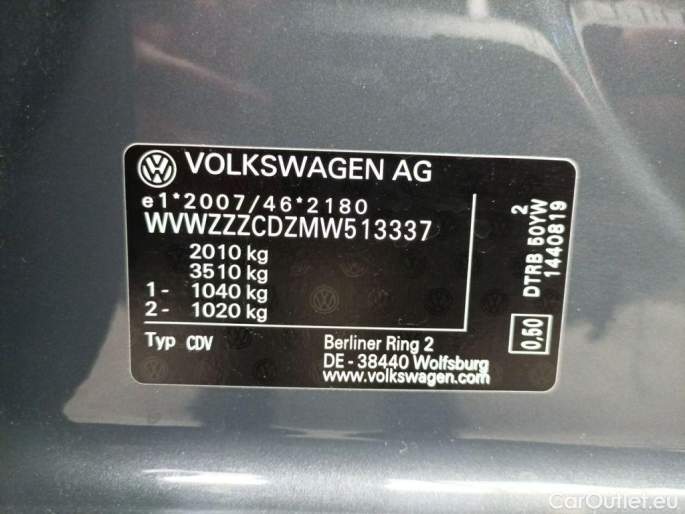 VOLKSWAGEN AG
e1*2007/46*2180
WVWZZZCDZMW513337
2010 kg
3510 kg
1- 1040 kg
2- 1020 kg
Typ CDV
Berliner Ring 2
DE - 38440 Wolfsburg
www.volkswagen.com
2
DTRB 50YW
1440819
0,50
CarOutlet.eu